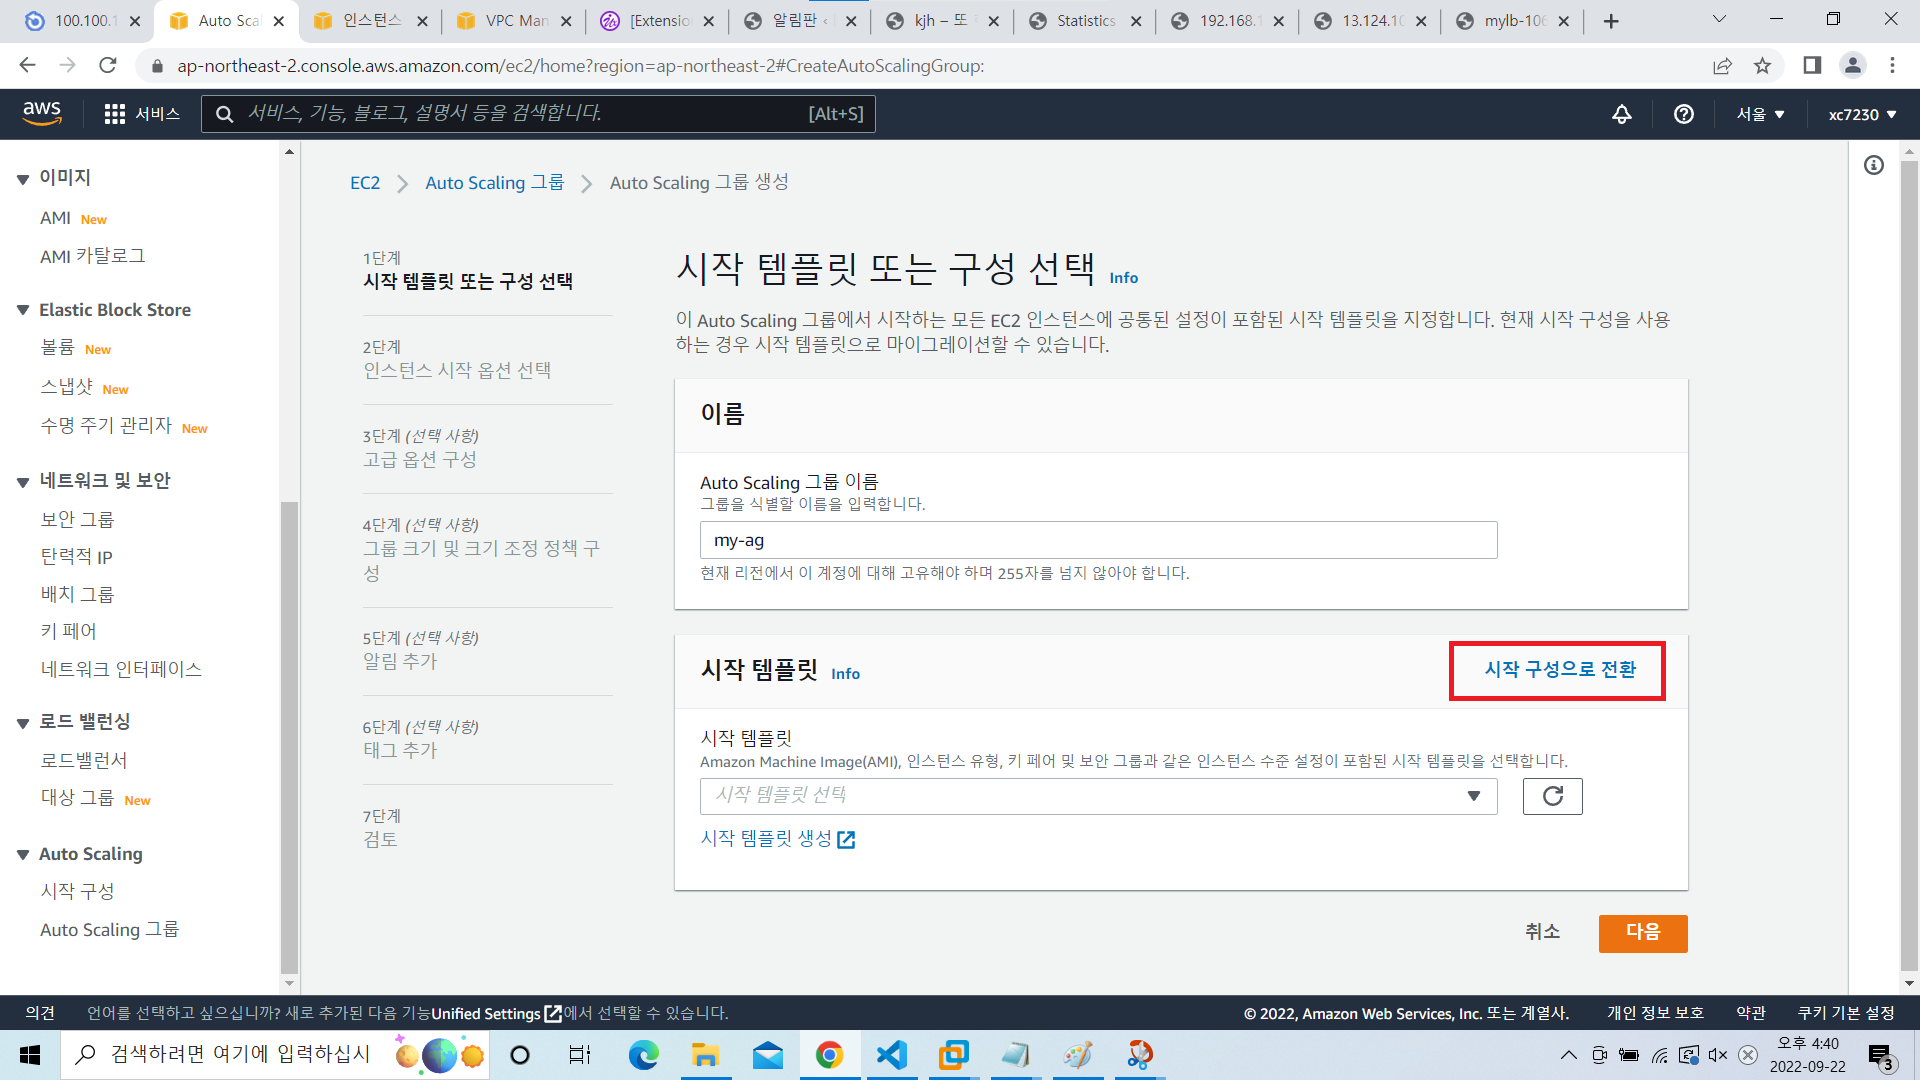 100.100.1
Auto Scal
인스턴스
VPC Man
[Extensio
알림판 ‹
kjh – 또
Statistics
192.168.1
13.124.10
mylb-106
ap-northeast-2.console.aws.amazon.com/ec2/home?region=ap-northeast-2#CreateAutoScalingGroup:
aws
서비스
서비스, 기능, 블로그, 설명서 등을 검색합니다.
[Alt+S]
서울
xc7230
이미지
AMI New
AMI 카탈로그
Elastic Block Store
볼륨 New
스냅샷 New
수명 주기 관리자 New
네트워크 및 보안
보안 그룹
탄력적 IP
배치 그룹
키 페어
네트워크 인터페이스
로드 밸런싱
로드밸런서
대상 그룹 New
Auto Scaling
시작 구성
Auto Scaling 그룹
EC2
Auto Scaling 그룹
Auto Scaling 그룹 생성
1단계
시작 템플릿 또는 구성 선택
2단계
인스턴스 시작 옵션 선택
3단계 (선택 사항)
고급 옵션 구성
4단계 (선택 사항)
그룹 크기 및 크기 조정 정책 구
성
5단계 (선택 사항)
알림 추가
6단계 (선택 사항)
태그 추가
7단계
검토
시작 템플릿 또는 구성 선택 Info
이 Auto Scaling 그룹에서 시작하는 모든 EC2 인스턴스에 공통된 설정이 포함된 시작 템플릿을 지정합니다. 현재 시작 구성을 사용
하는 경우 시작 템플릿으로 마이그레이션할 수 있습니다.
이름
Auto Scaling 그룹 이름
그룹을 식별할 이름을 입력합니다.
my-ag
현재 리전에서 이 계정에 대해 고유해야 하며 255자를 넘지 않아야 합니다.
시작 템플릿 Info
시작 구성으로 전환
시작 템플릿
Amazon Machine Image(AMI), 인스턴스 유형, 키 페어 및 보안 그룹과 같은 인스턴스 수준 설정이 포함된 시작 템플릿을 선택합니다.
시작 템플릿 선택
시작 템플릿 생성
취소
다음
의견
언어를 선택하고 싶으십니까? 새로 추가된 다음 기능Unified Settings에서 선택할 수 있습니다.
© 2022, Amazon Web Services, Inc. 또는 계열사.
개인 정보 보호
약관
쿠키 기본 설정
검색하려면 여기에 입력하십시
오후 4:40
2022-09-22
3